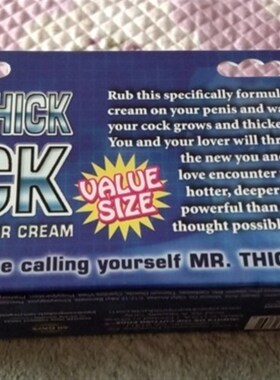 HICK
CK
R CREAM
Rub this specifically formul
cream on your penis and wa
your cock grows and thicke
You and your lover will thr
the new you an
love encounter
hotter, deeper
powerful than
thought possib
VALUE
SIZE
e calling yourself MR. THIC